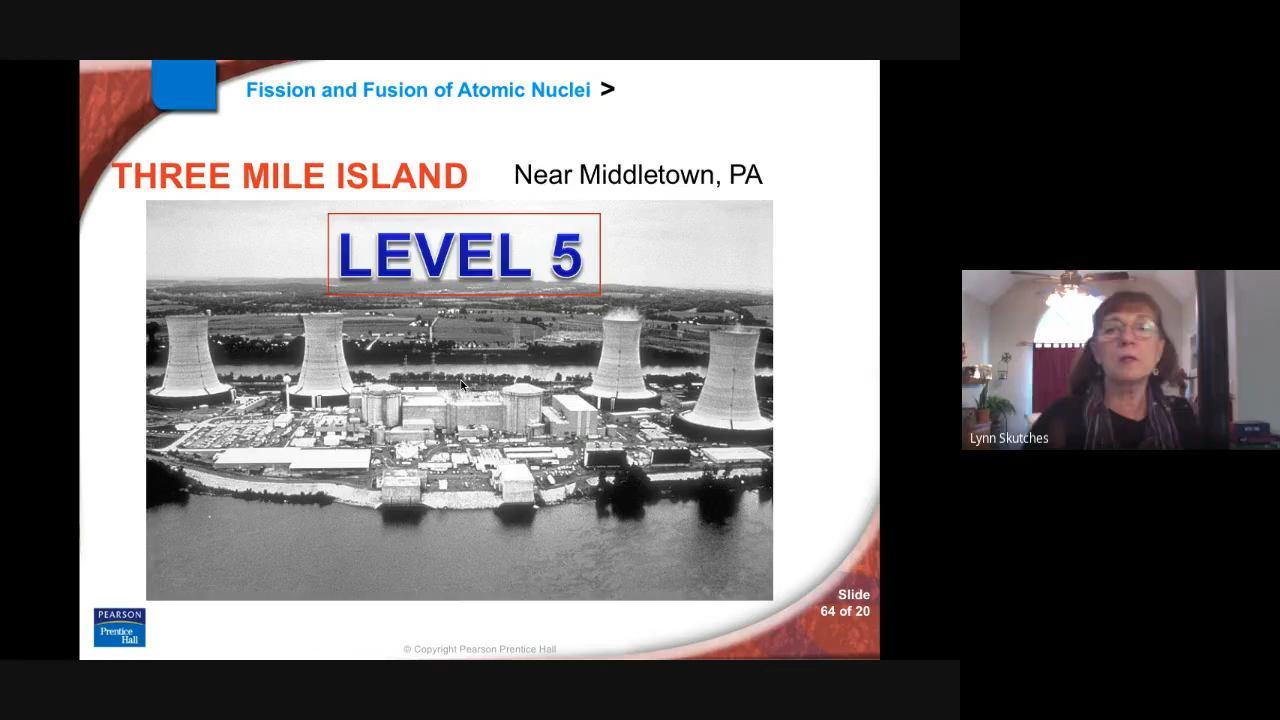 Fission and Fusion of Atomic Nuclei >
THREE MILE ISLAND Near Middletown, PA
LEVEL 5
Lynn Skutches
Slide
64 of 20
PEARSON
Prentice
Hall
© Copyright Pearson Prentice Hall